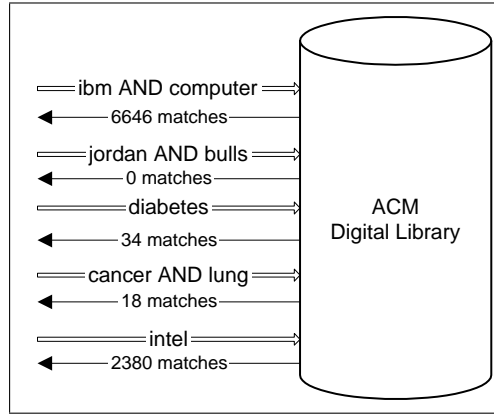 ibm AND computer
6646 matches
jordan AND bulls
0 matches
diabetes
34 matches
cancer AND lung
18 matches
intel
2380 matches
ACM
Digital Library